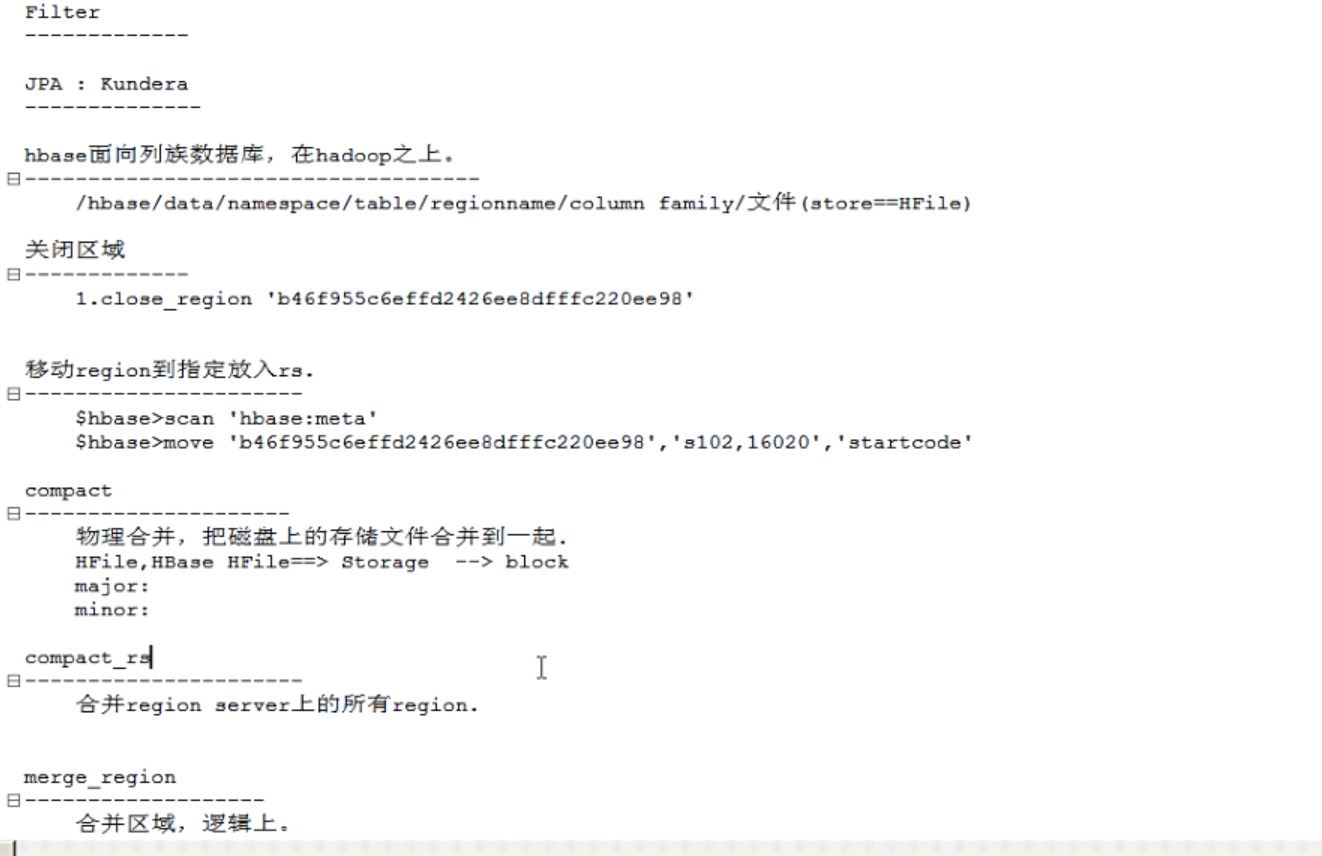 Filter
-------------
JPA : Kundera
--------------
hbase面向列族数据库，在hadoop之上。
------------------------------------
/hbase/data/namespace/table/regionname/column family/文件(store==HFile)
关闭区域
-------------
1.close_region 'b46f955c6effd2426ee8dfffc220ee98'
移动region到指定放入rs.
----------------------
$hbase>scan 'hbase:meta'
$hbase>move 'b46f955c6effd2426ee8dfffc220ee98','s102,16020','startcode'
compact
---------------------
物理合并，把磁盘上的存储文件合并到一起.
HFile,HBase HFile==> Storage  --> block
major:
minor:
compact_rs
----------------------
合并region server上的所有region.
merge_region
-------------------
合并区域，逻辑上。